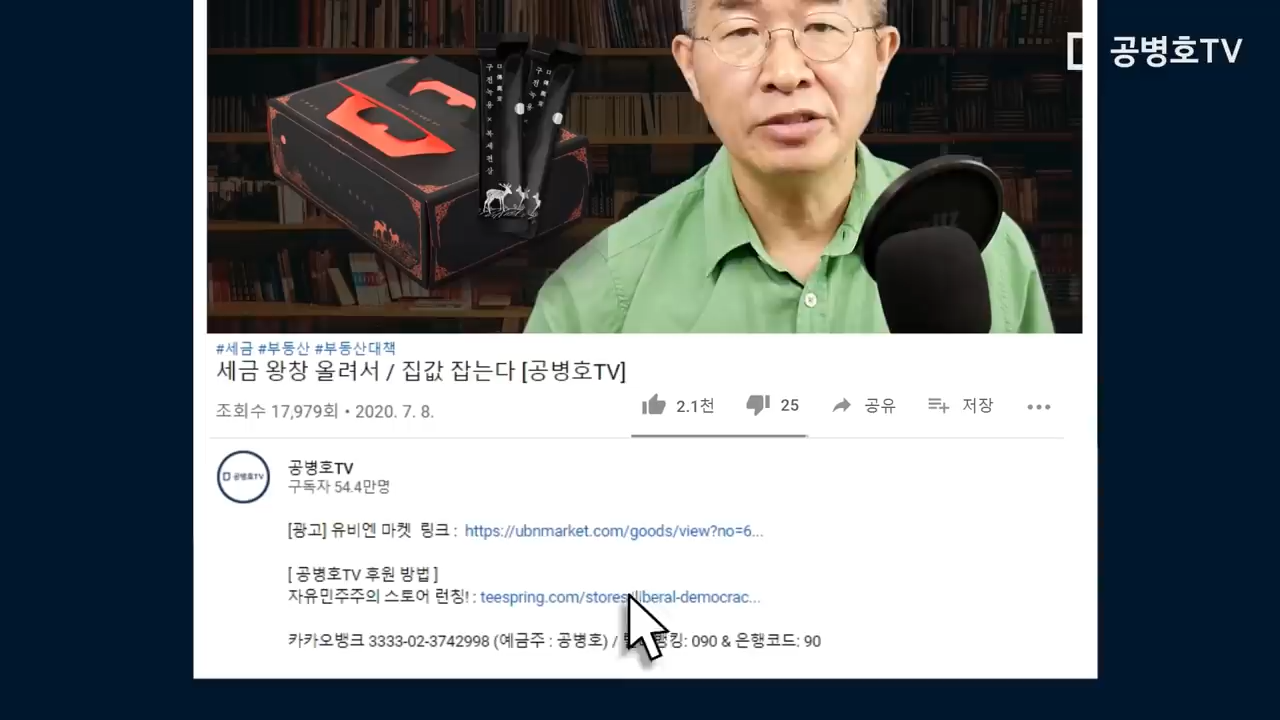 공병호TV
구전녹용
#세금 #부동산 #부동산대책
세금 왕창 올려서 / 집값 잡는다 [공병호TV]
조회수 17,979회 • 2020. 7. 8.
2.1천
25
공유
저장
공병호TV
공병호TV
구독자 54.4만명
[광고] 유비엔 마켓 링크 : https://ubnmarket.com/goods/view?no=6...
[ 공병호TV 후원 방법 ]
자유민주주의 스토어 런칭! : teespring.com/stores/liberal-democrac...
카카오뱅크 3333-02-3742998 (예금주 : 공병호) / 뱅킹: 090 & 은행코드: 90